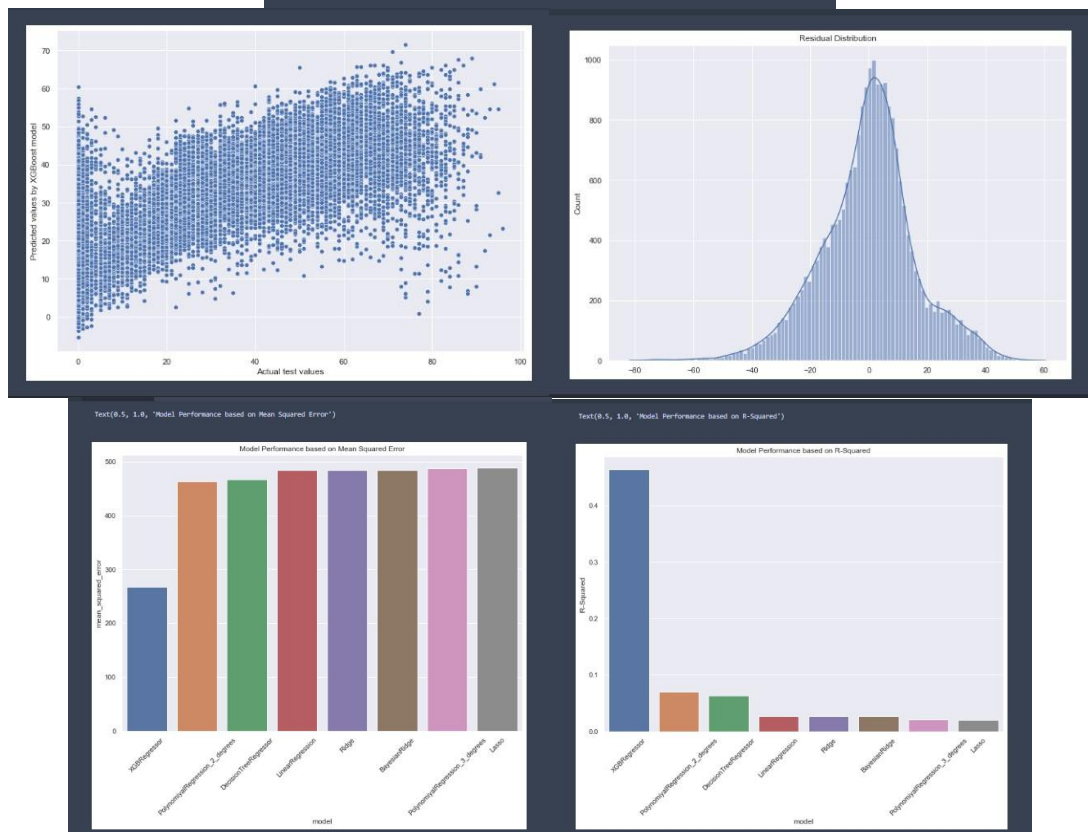 Residual Distribution
Predicted values by XGBoost model
70
60
50
40
30
20
10
0
0
20
40
60
80
100
Actual test values
Count
1000
800
600
400
200
0
−80
−60
−40
−20
0
20
40
60
Text(0.5, 1.0, 'Model Performance based on Mean Squared Error')
Text(0.5, 1.0, 'Model Performance based on R-Squared')
Model Performance based on Mean Squared Error
mean_squared_error
500
400
300
200
100
0
XGBRegressor
PolynomiyalRegression_2_degrees
DecisionTreeRegressor
LinearRegression
Ridge
BayesianRidge
PolynomiyalRegression_3_degrees
Lasso
model
Model Performance based on R-Squared
R-Squared
0.4
0.3
0.2
0.1
0.0
XGBRegressor
PolynomiyalRegression_2_degrees
DecisionTreeRegressor
LinearRegression
Ridge
BayesianRidge
PolynomiyalRegression_3_degrees
Lasso
model